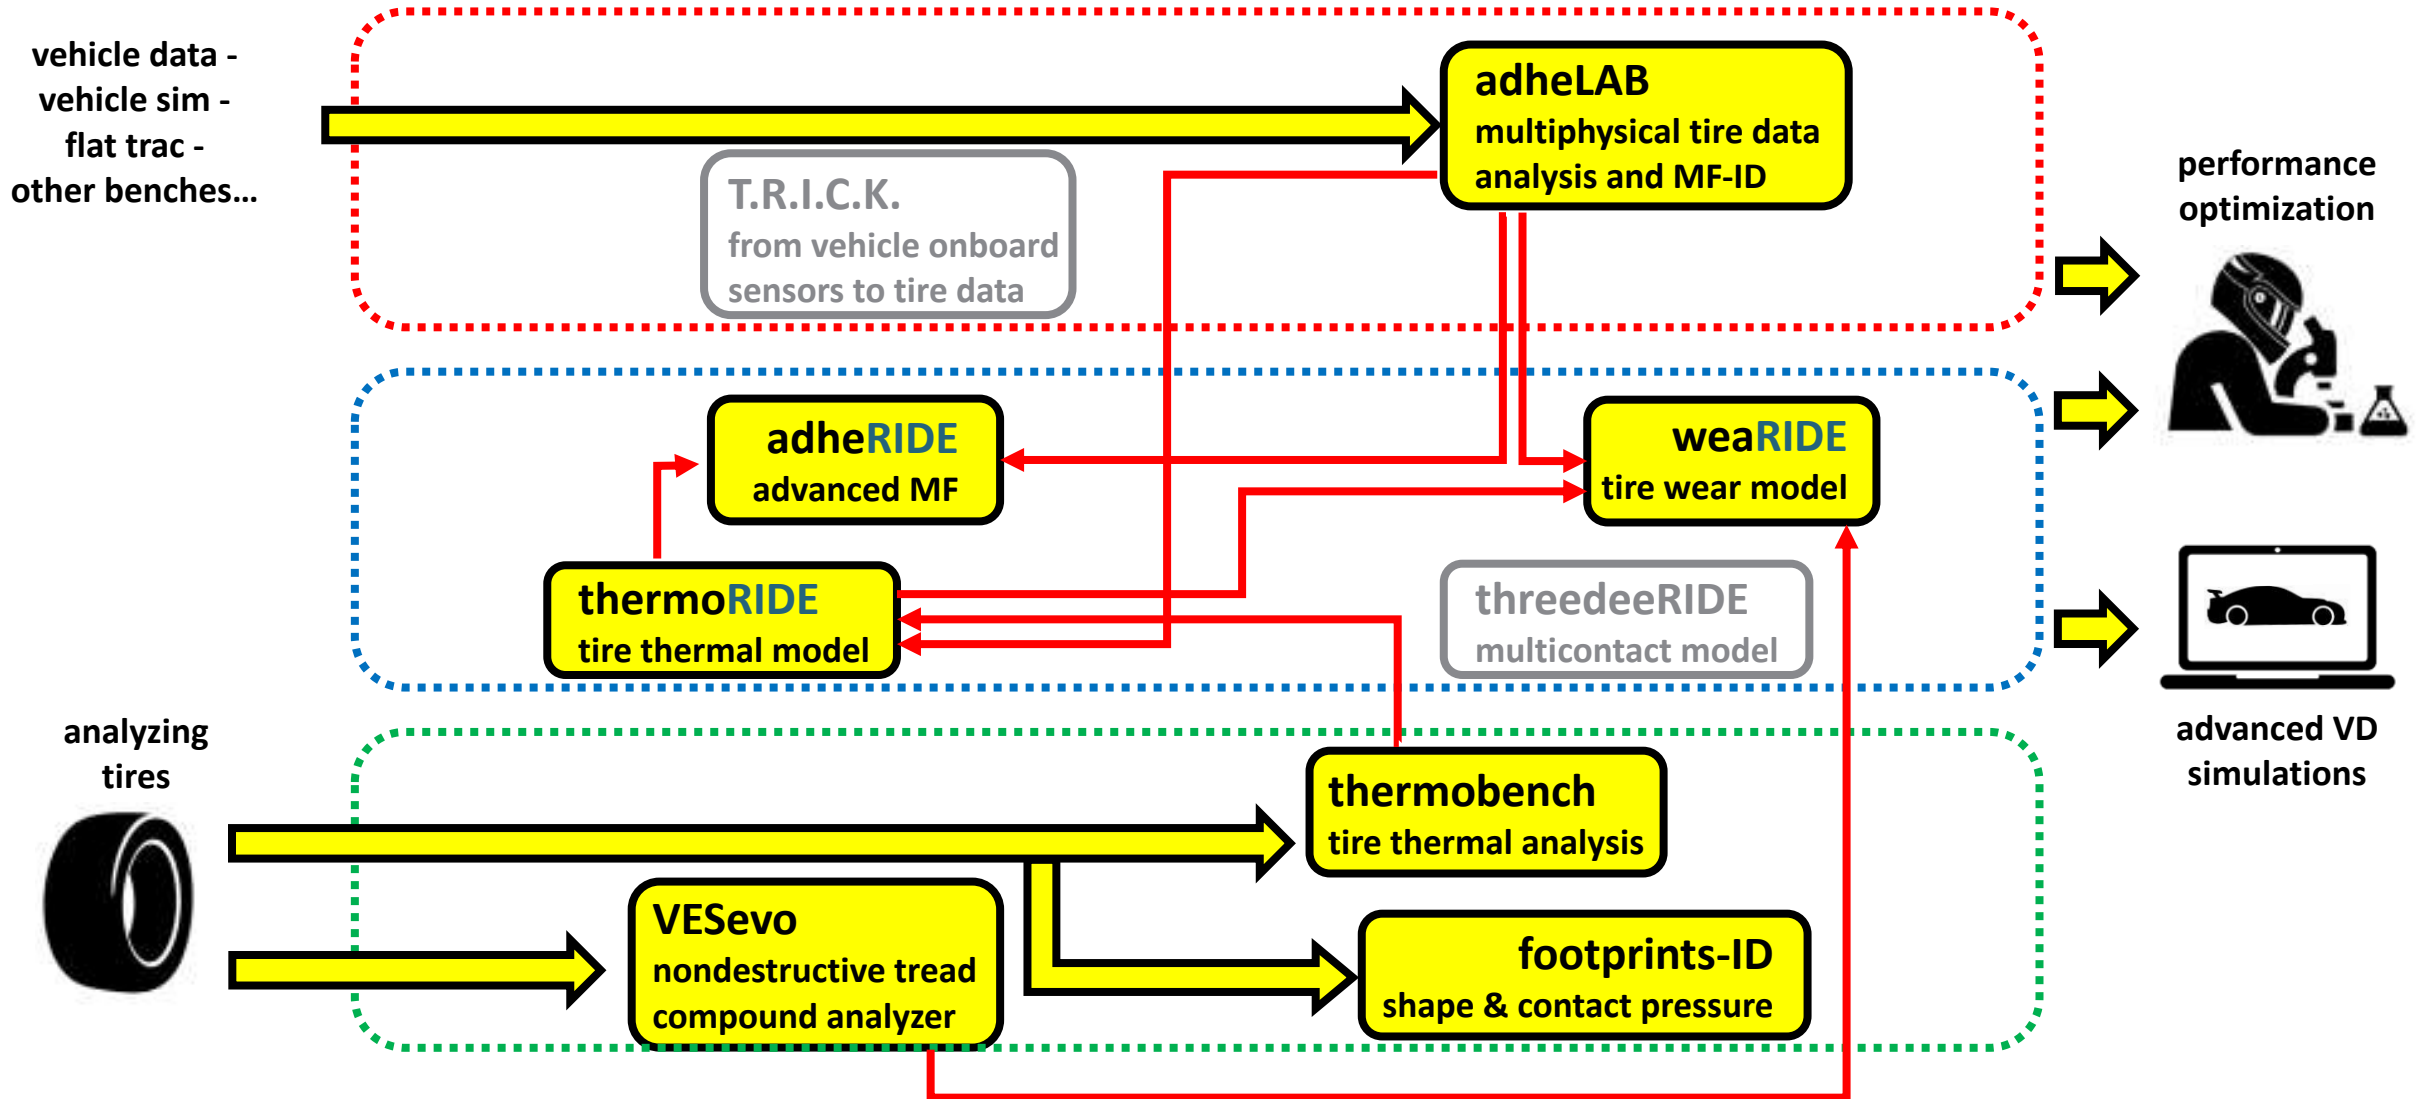 vehicle data -
vehicle sim -
flat trac -
other benches...
adheLAB
multiphysical tire data
analysis and MF-ID
T.R.I.C.K.
from vehicle onboard
sensors to tire data
performance
optimization
adheRIDE
advanced MF
weaRIDE
tire wear model
thermoRIDE
tire thermal model
threedeeRIDE
multicontact model
advanced VD
simulations
analyzing
tires
thermobench
tire thermal analysis
VESevo
nondestructive tread
compound analyzer
footprints-ID
shape & contact pressure